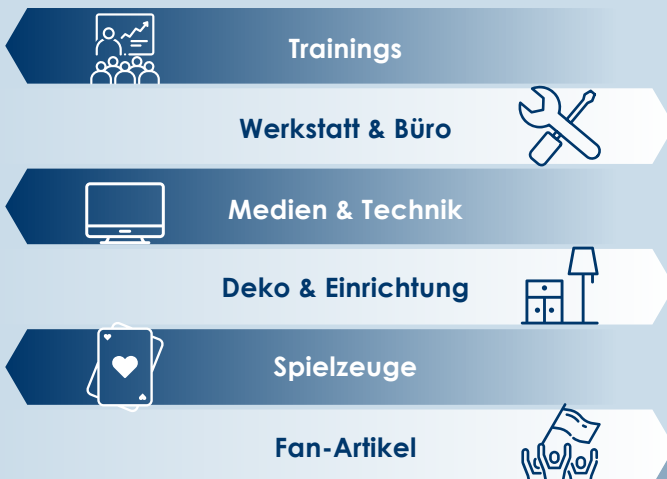 Trainings
Werkstatt & Büro
Medien & Technik
Deko & Einrichtung
Spielzeuge
Fan-Artikel